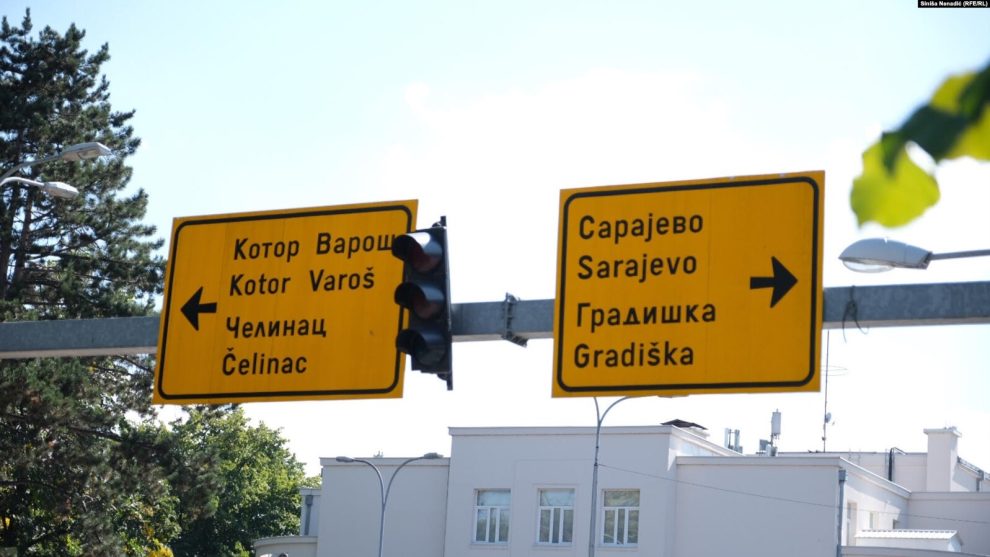 Siniša Nenadić (RFE/RL)
Котор Варош
Kotor Varoš
Челинац
Čelinac
Сарајево
Sarajevo
Градишка
Gradiška